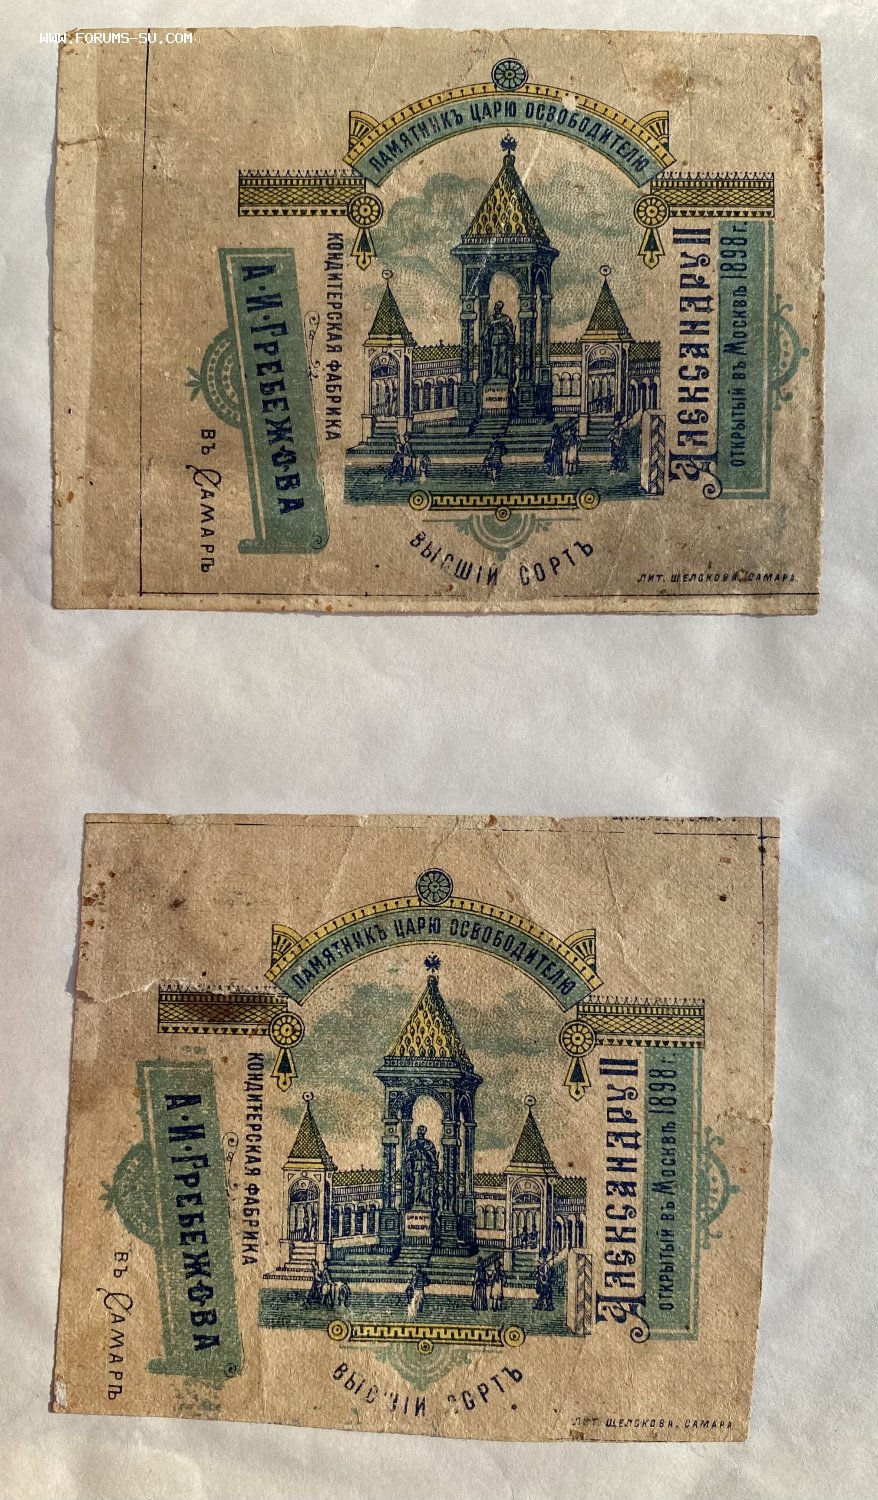 WWW.FORUMS-SU.COM
ПАМЯТНИКЪ ЦАРЮ ОСВОБОДИТЕЛЮ
АЛЕКСАНДРУ II
ОТКРЫТЫЙ ВЪ МОСКВѢ 1898 г.
КОНДИТЕРСКАЯ ФАБРИКА
А·И·ГРЕБЕЖОВА
ВЪ САМАРѢ
ВЫСШІЙ СОРТЪ
ЛИТ. ЩЕЛОКОВА, САМАРА
ПАМЯТНИКЪ ЦАРЮ ОСВОБОДИТЕЛЮ
АЛЕКСАНДРУ II
ОТКРЫТЫЙ ВЪ МОСКВѢ 1898 г.
КОНДИТЕРСКАЯ ФАБРИКА
А·И·ГРЕБЕЖОВА
ВЪ САМАРѢ
ВЫСШІЙ СОРТЪ
ЛИТ. ЩЕЛОКОВА, САМАРА